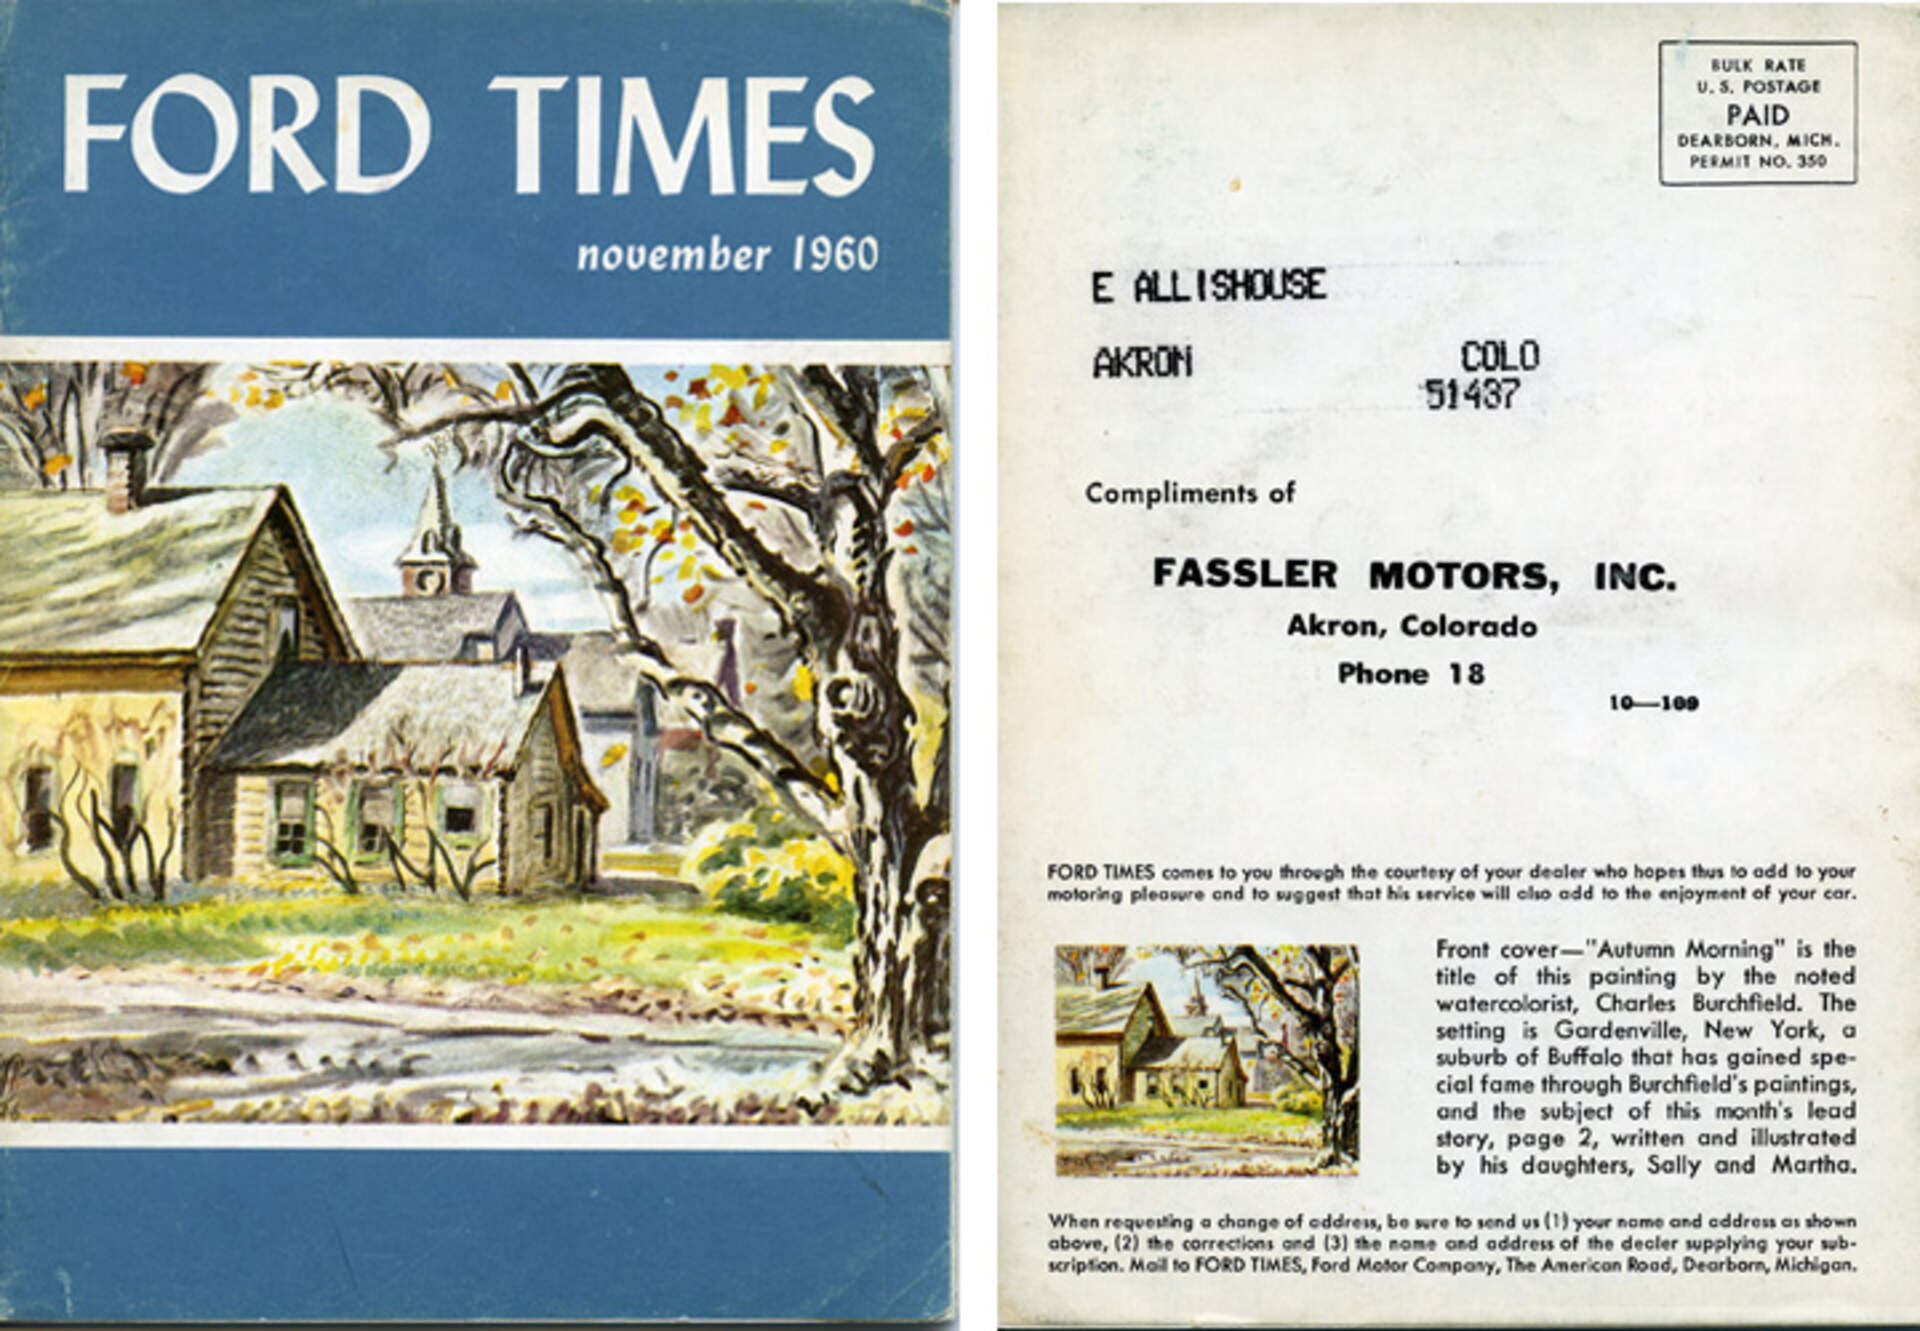 FORD TIMES
november 1960
BULK RATE
U. S. POSTAGE
PAID
DEARBORN, MICH.
PERMIT NO. 350
E ALLISHOUSE
AKRON COLO
51437
Compliments of
FASSLER MOTORS, INC.
Akron, Colorado
Phone 18
10—109
FORD TIMES comes to you through the courtesy of your dealer who hopes thus to add to your
motoring pleasure and to suggest that his service will also add to the enjoyment of your car.
Front cover—"Autumn Morning" is the
title of this painting by the noted
watercolorist, Charles Burchfield. The
setting is Gardenville, New York, a
suburb of Buffalo that has gained spe-
cial fame through Burchfield's paintings,
and the subject of this month's lead
story, page 2, written and illustrated
by his daughters, Sally and Martha.
When requesting a change of address, be sure to send us (1) your name and address as shown
above, (2) the corrections and (3) the name and address of the dealer supplying your sub-
scription. Mail to FORD TIMES, Ford Motor Company, The American Road, Dearborn, Michigan.